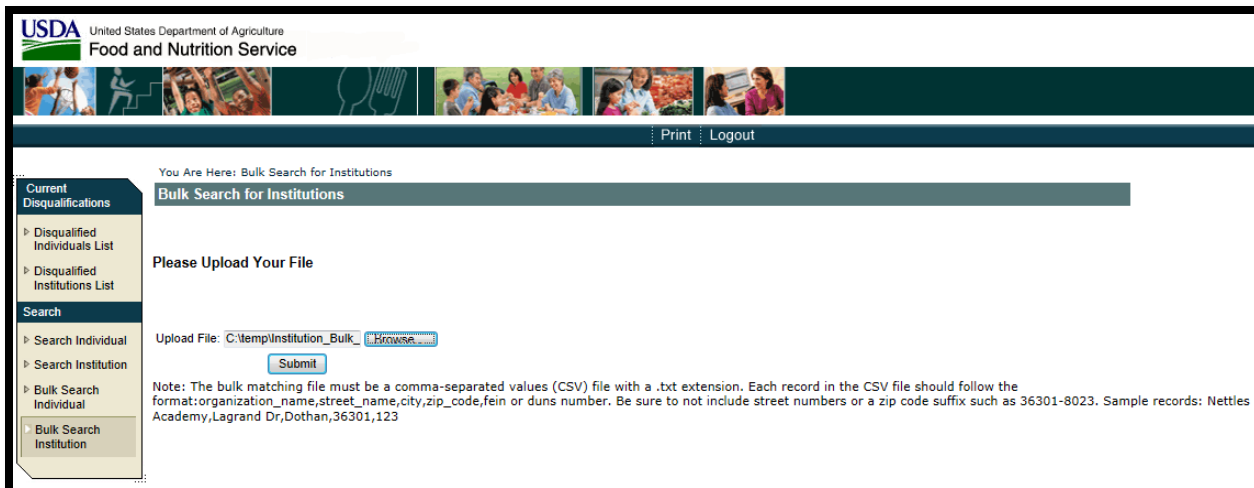 USDA United States Department of Agriculture
Food and Nutrition Service
Print Logout
You Are Here: Bulk Search for Institutions
Bulk Search for Institutions
Current
Disqualifications
Disqualified
Individuals List
Disqualified
Institutions List
Search
Search Individual
Search Institution
Bulk Search
Individual
Bulk Search
Institution
Please Upload Your File
Upload File: C:\temp\Institution_Bulk_ Browse...
Submit
Note: The bulk matching file must be a comma-separated values (CSV) file with a .txt extension. Each record in the CSV file should follow the
format:organization_name,street_name,city,zip_code,fein or duns number. Be sure to not include street numbers or a zip code suffix such as 36301-8023. Sample records: Nettles
Academy,Lagrand Dr,Dothan,36301,123